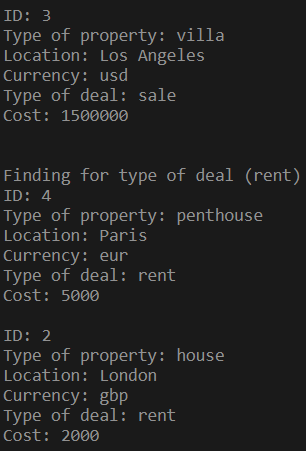 ID: 3
Type of property: villa
Location: Los Angeles
Currency: usd
Type of deal: sale
Cost: 1500000
Finding for type of deal (rent)
ID: 4
Type of property: penthouse
Location: Paris
Currency: eur
Type of deal: rent
Cost: 5000
ID: 2
Type of property: house
Location: London
Currency: gbp
Type of deal: rent
Cost: 2000